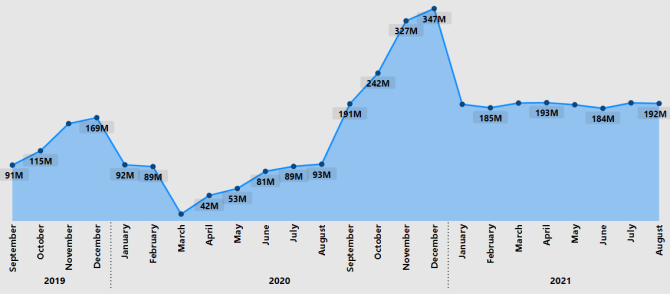 347M
327M
242M
191M
169M
115M
91M
92M
89M
42M
53M
81M
89M
93M
185M
193M
184M
192M
September
October
November
December
January
February
March
April
May
June
July
August
September
October
November
December
January
February
March
April
May
June
July
August
2019
2020
2021